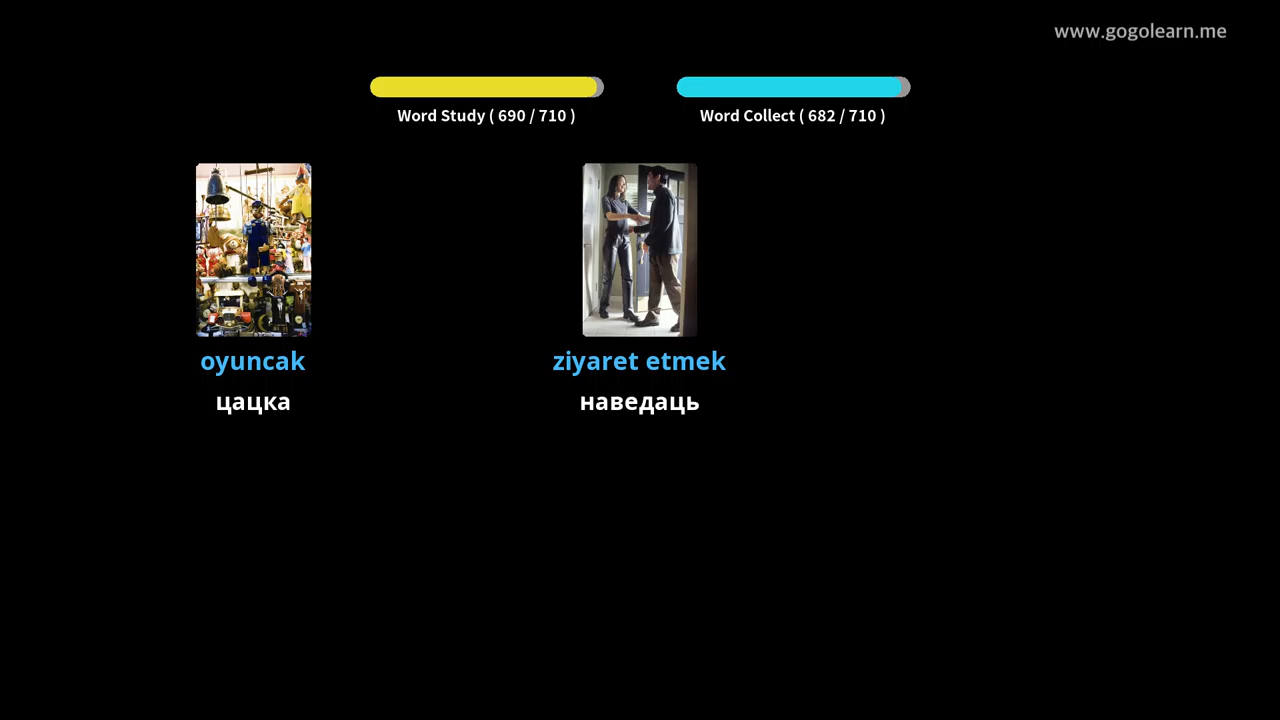 www.gogolearn.me
Word Study ( 690 / 710 )
Word Collect ( 682 / 710 )
oyuncak
цацка
ziyaret etmek
наведаць